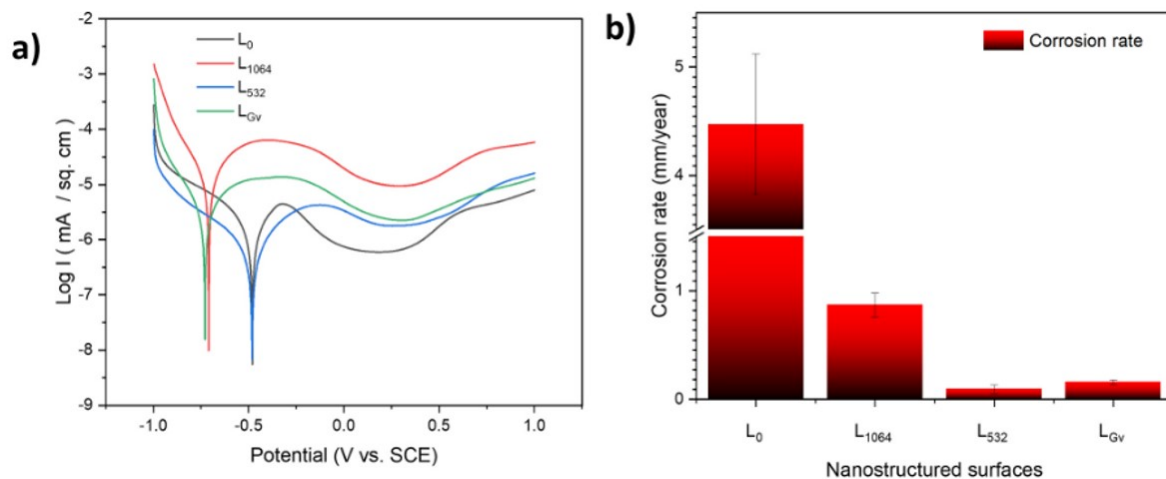 a)
L0
L1064
L532
LGv
-2
-3
-4
-5
-6
-7
-8
-9
Log I ( mA / sq. cm)
-1.0 -0.5 0.0 0.5 1.0
Potential (V vs. SCE)
b)
Corrosion rate
5
4
1
0
Corrosion rate (mm/year)
L0 L1064 L532 LGv
Nanostructured surfaces